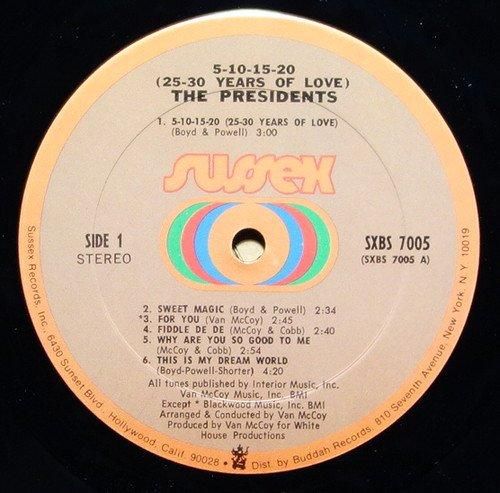 5-10-15-20
(25-30 YEARS OF LOVE)
THE PRESIDENTS
1. 5-10-15-20 (25-30 YEARS OF LOVE)
(Boyd & Powell) 3:00
sussex
SIDE 1
STEREO
SXBS 7005
(SXBS 7005 A)
2. SWEET MAGIC (Boyd & Powell) 2:34
*3. FOR YOU (Van McCoy) 2:45
4. FIDDLE DE DE (McCoy & Cobb) 2:40
5. WHY ARE YOU SO GOOD TO ME
(McCoy & Cobb) 2:54
6. THIS IS MY DREAM WORLD
(Boyd-Powell-Shorter) 4:20
All tunes published by Interior Music, Inc.
Van McCoy Music, Inc. BMI
Except * Blackwood Music, Inc. BMI
Arranged & Conducted by Van McCoy
Produced by Van McCoy for White
House Productions
Sussex Records, Inc., 6430 Sunset Blvd., Hollywood, Calif. 90028 • Dist. by Buddah Records, 810 Seventh Avenue, New York, N.Y. 10019